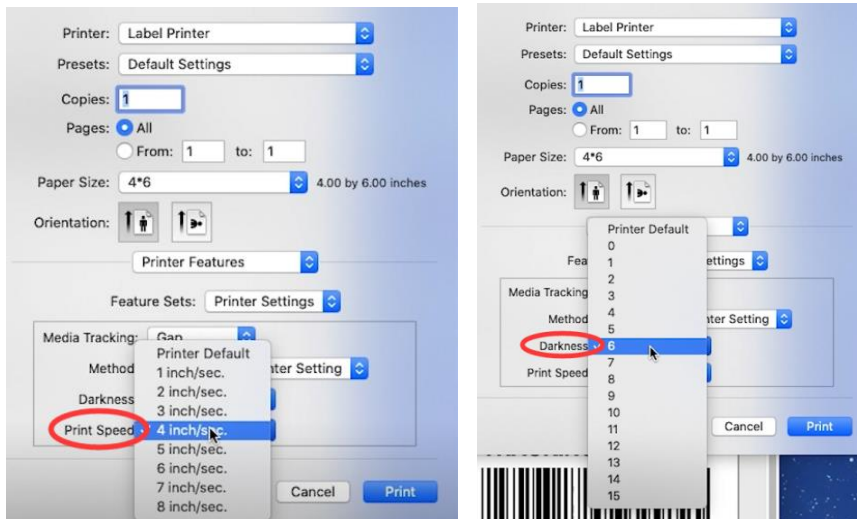 Printer: Label Printer
Presets: Default Settings
Copies: 1
Pages: All
From: 1 to: 1
Paper Size: 4*6 4.00 by 6.00 inches
Orientation:
Printer Features
Feature Sets: Printer Settings
Media Tracking: Gap
Printer Default
1 inch/sec.
Method nter Setting
2 inch/sec.
Darkness
3 inch/sec.
Print Speed ✓ 4 inch/sec.
5 inch/sec.
6 inch/sec.
7 inch/sec.
8 inch/sec.
Cancel Print
Printer: Label Printer
Presets: Default Settings
Copies: 1
Pages: All
From: 1 to: 1
Paper Size: 4*6 4.00 by 6.00 inches
Orientation:
Printer Default
0
Fea ettings
1
2
Media Tracking
3
4
Method nter Setting
5
Darkness ✓ 6
7
Print Speed
8
9
10
11
Cancel Print
12
13
14
15